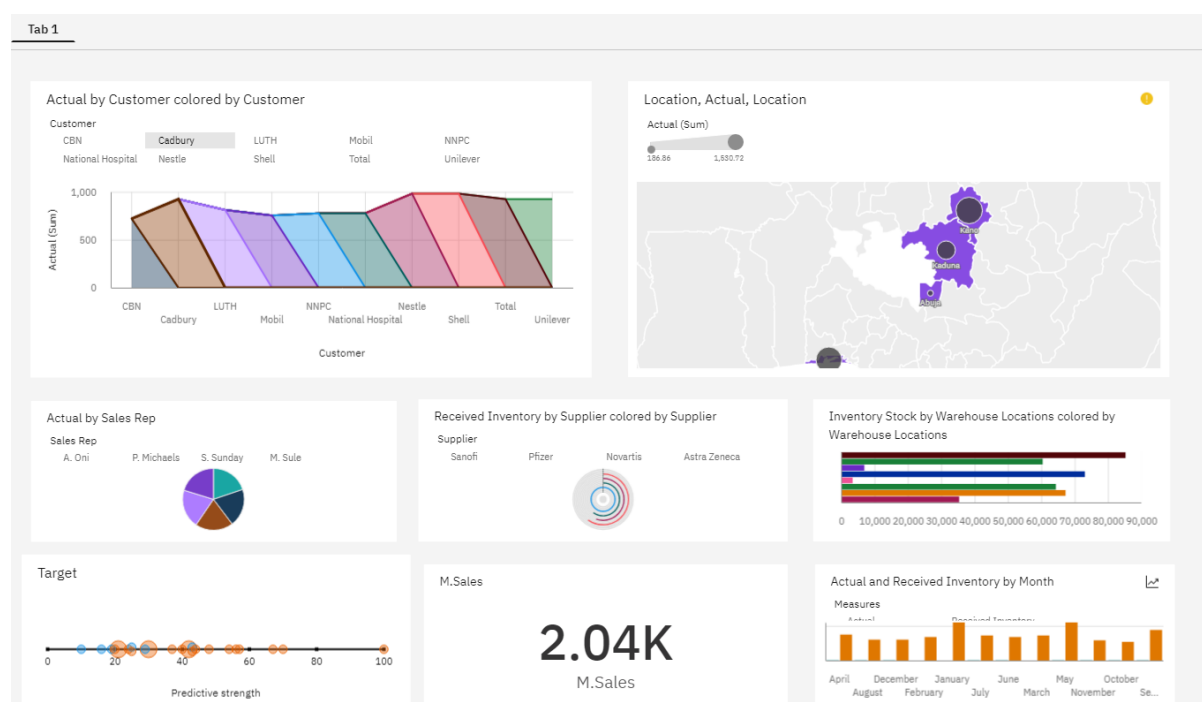 Tab 1
Actual by Customer colored by Customer
Customer
CBN Cadbury LUTH Mobil NNPC
National Hospital Nestle Shell Total Unilever
1,000
500
0
Actual (Sum)
CBN LUTH NNPC Nestle Total
Cadbury Mobil National Hospital Shell Unilever
Customer
Location, Actual, Location
!
Actual (Sum)
186.86 1,530.72
Kano
Kaduna
Abuja
Actual by Sales Rep
Sales Rep
A. Oni P. Michaels S. Sunday M. Sule
Received Inventory by Supplier colored by Supplier
Supplier
Sanofi Pfizer Novartis Astra Zeneca
Inventory Stock by Warehouse Locations colored by
Warehouse Locations
0 10,000 20,000 30,000 40,000 50,000 60,000 70,000 80,000 90,000
Target
0 20 40 60 80 100
Predictive strength
M.Sales
2.04K
M.Sales
Actual and Received Inventory by Month
Measures
Actual Received Inventory
April December January June May October
August February July March November Se...